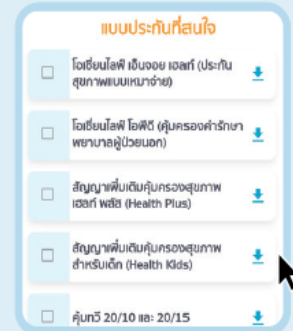 แบบประกันที่สนใจ
โอเชี่ยนไลฟ์ เอ็นจอย เฮลท์ (ประกัน
สุขภาพแบบเหมาจ่าย)
โอเชี่ยนไลฟ์ โอพีดี (คุ้มครองค่ารักษา
พยาบาลผู้ป่วยนอก)
สัญญาเพิ่มเติมคุ้มครองสุขภาพ
เฮลท์ พลัส (Health Plus)
สัญญาเพิ่มเติมคุ้มครองสุขภาพ
สำหรับเด็ก (Health Kids)
คุ้มทวี 20/10 และ 20/15